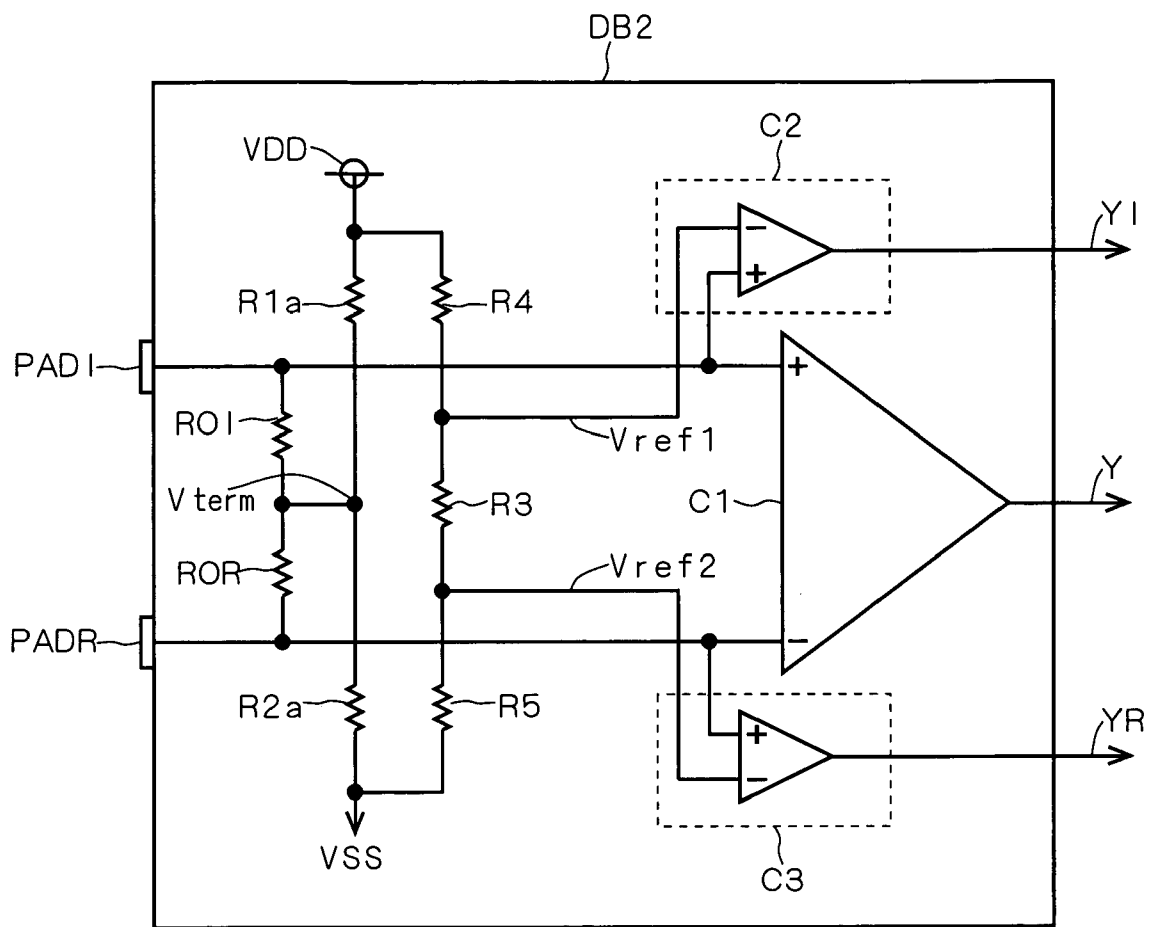 DB2
VDD
C2
YI
R1a
R4
PADI
ROI
Vref1
Vterm
R3
C1
Y
ROR
Vref2
PADR
R2a
R5
YR
VSS
C3